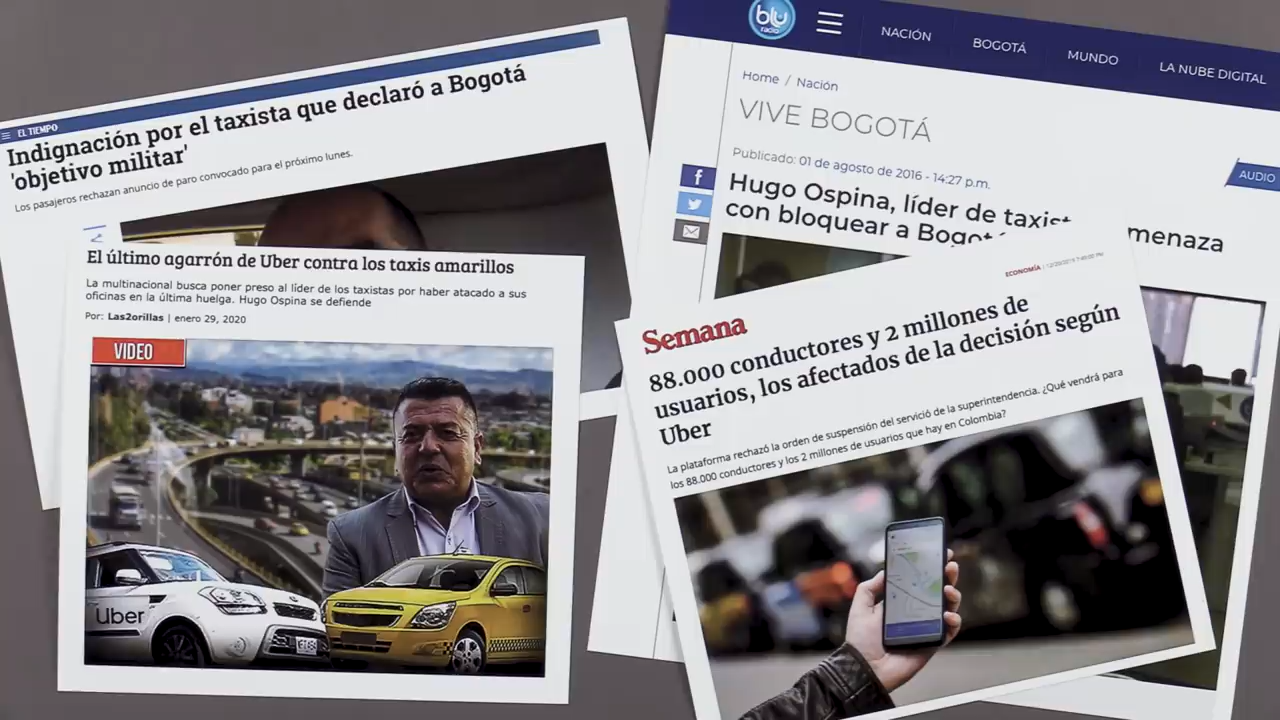 EL TIEMPO
Indignación por el taxista que declaró a Bogotá
'objetivo militar'
Los pasajeros rechazan anuncio de paro convocado para el próximo lunes.
El último agarrón de Uber contra los taxis amarillos
La multinacional busca poner preso al líder de los taxistas por haber atacado a sus
oficinas en la última huelga. Hugo Ospina se defiende
Por: Las2orillas | enero 29, 2020
VIDEO
Uber
blu
radio
NACIÓN
BOGOTÁ
MUNDO
LA NUBE DIGITAL
Home / Nación
VIVE BOGOTÁ
Publicado: 01 de agosto de 2016 - 14:27 p.m.
AUDIO
Hugo Ospina, líder de taxist
menaza
con bloquear a Bogotá
ECONOMÍA
Semana
88.000 conductores y 2 millones de
usuarios, los afectados de la decisión según
Uber
La plataforma rechazó la orden de suspensión del servicio de la superintendencia. ¿Qué vendrá para
los 88.000 conductores y los 2 millones de usuarios que hay en Colombia?